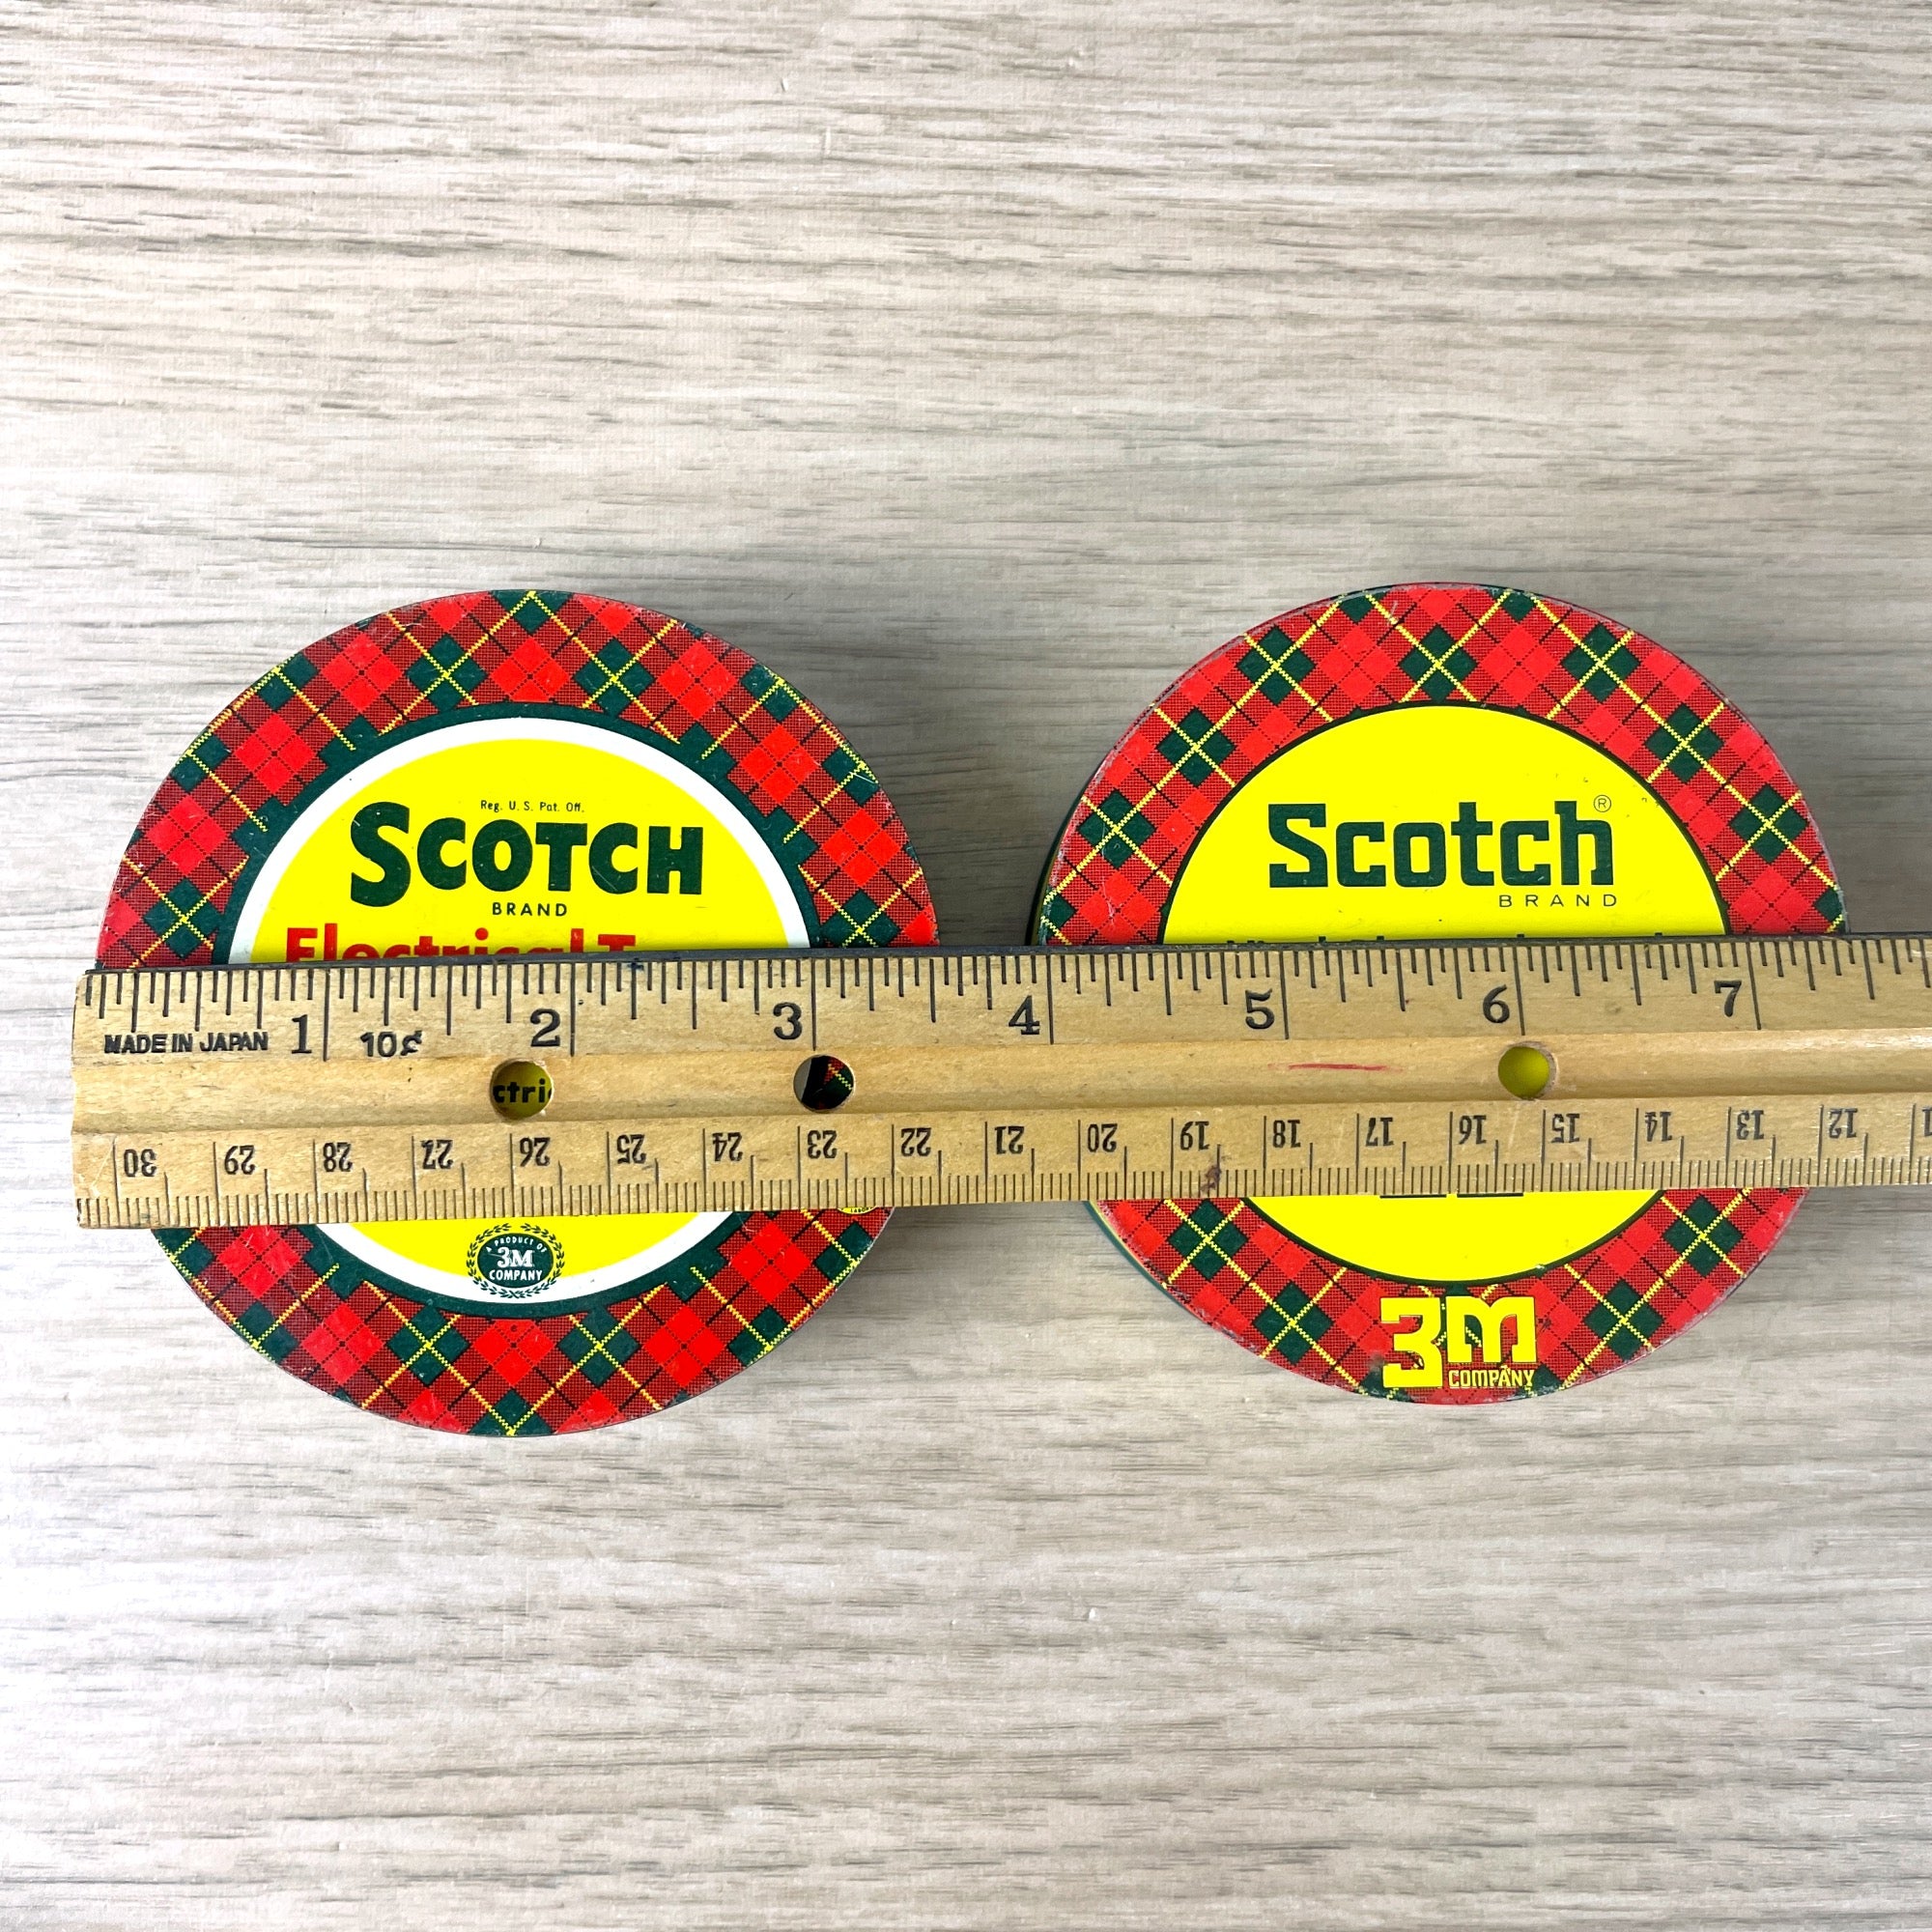 Reg. U. S. Pat. Off.
SCOTCH
BRAND
Electrical
Scotch®
BRAND
1 2 3 4 5 6 7
MADE IN JAPAN 10¢
ctri
30 29 28 27 26 25 24 23 22 21 20 19 18 17 16 15 14 13 12
A PRODUCT OF
3M
COMPANY
3M
COMPANY